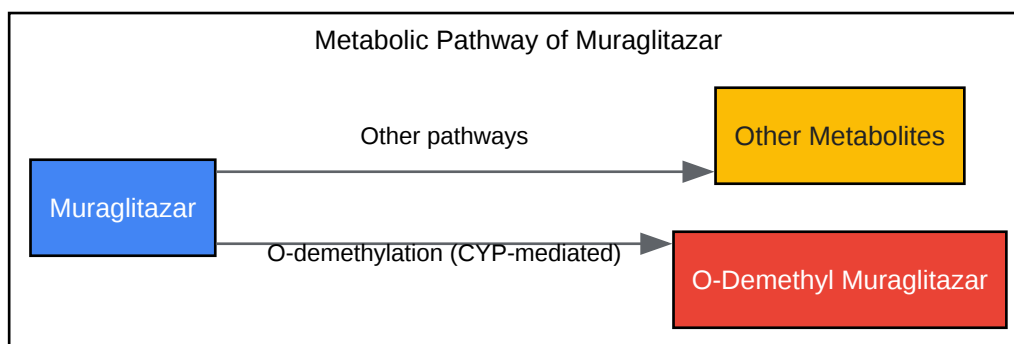 Metabolic Pathway of Muraglitazar
Other pathways
Other Metabolites
Muraglitazar
O-demethylation (CYP-mediated)
O-Demethyl Muraglitazar